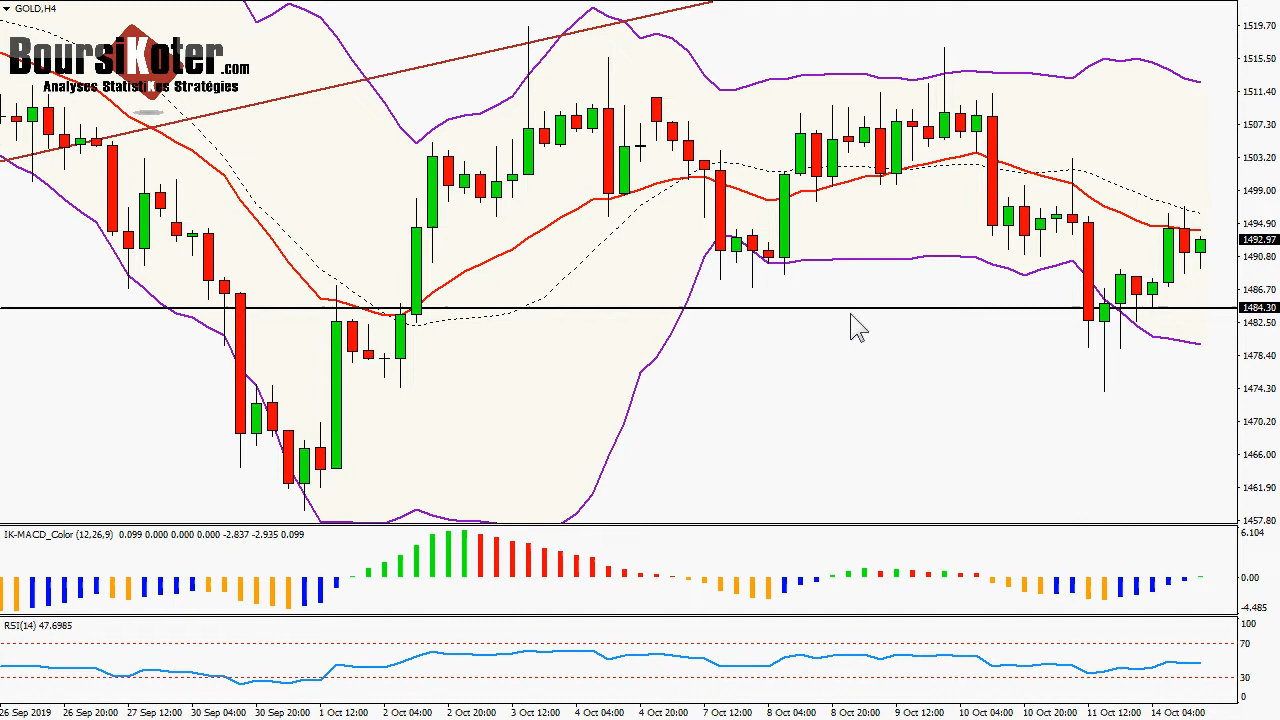 GOLD,H4
BoursiKoter.com
Analyses StatistiKes Stratégies
1519.70
1515.50
1511.40
1507.30
1503.20
1499.00
1494.90
1492.97
1490.80
1486.70
1484.30
1482.50
1478.40
1474.30
1470.20
1466.00
1461.90
1457.80
IK-MACD_Color (12,26,9) 0.099 0.000 0.000 0.000 -2.837 -2.935 0.099
6.104
0.00
-4.485
RSI(14) 47.6985
100
70
30
0
26 Sep 2019
26 Sep 20:00
27 Sep 12:00
30 Sep 04:00
30 Sep 20:00
1 Oct 12:00
2 Oct 04:00
2 Oct 20:00
3 Oct 12:00
4 Oct 04:00
4 Oct 20:00
7 Oct 12:00
8 Oct 04:00
8 Oct 20:00
9 Oct 12:00
10 Oct 04:00
10 Oct 20:00
11 Oct 12:00
14 Oct 04:00